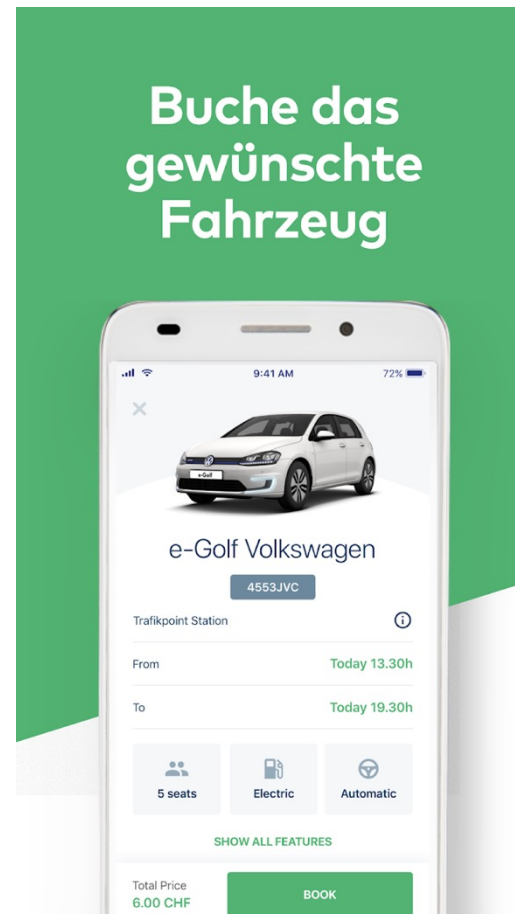 Buche das
gewünschte
Fahrzeug
9:41 AM
72%
e-Golf
e-Golf Volkswagen
4553JVC
Trafikpoint Station
From
Today 13.30h
To
Today 19.30h
5 seats
Electric
Automatic
SHOW ALL FEATURES
Total Price
6.00 CHF
BOOK